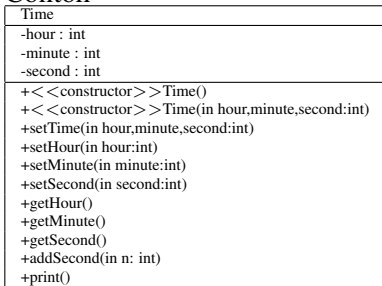 Contoh
Time
-hour : int
-minute : int
-second : int
+<<constructor>>Time()
+<<constructor>>Time(in hour,minute,second:int)
+setTime(in hour,minute,second:int)
+setHour(in hour:int)
+setMinute(in minute:int)
+setSecond(in second:int)
+getHour()
+getMinute()
+getSecond()
+addSecond(in n: int)
+print()